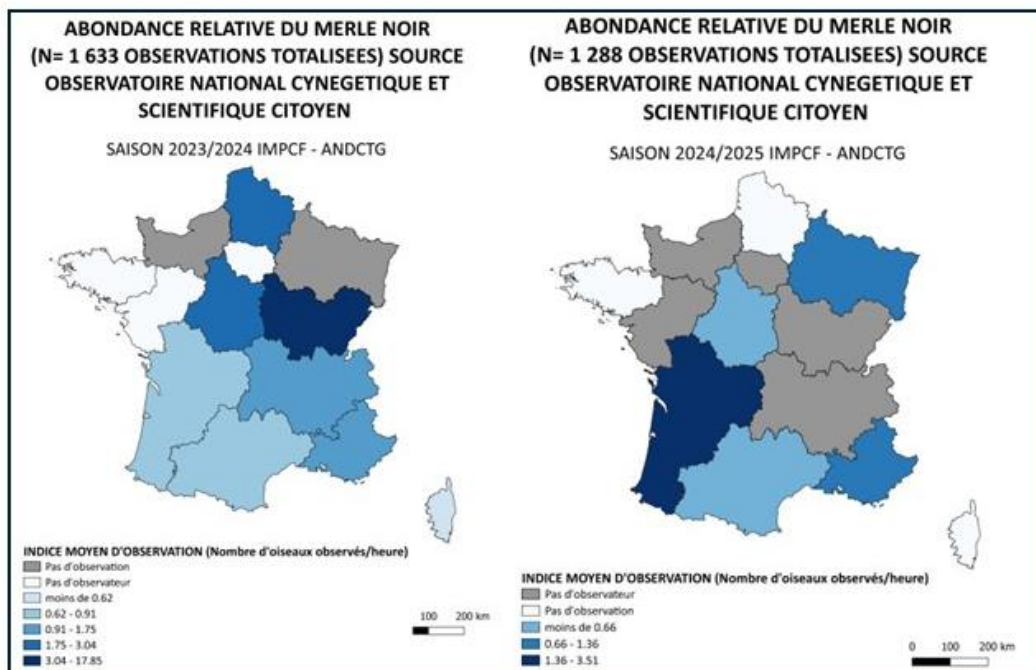 ABONDANCE RELATIVE DU MERLE NOIR
(N= 1 633 OBSERVATIONS TOTALISEES) SOURCE
OBSERVATOIRE NATIONAL CYNEGETIQUE ET
SCIENTIFIQUE CITOYEN
SAISON 2023/2024 IMPCF - ANDCTG
INDICE MOYEN D'OBSERVATION (Nombre d'oiseaux observés/heure)
Pas d'observation
Pas d'observateur
moins de 0.62
0.62 - 0.91
0.91 - 1.75
1.75 - 3.04
3.04 - 17.85
100 200 km
ABONDANCE RELATIVE DU MERLE NOIR
(N= 1 288 OBSERVATIONS TOTALISEES) SOURCE
OBSERVATOIRE NATIONAL CYNEGETIQUE ET
SCIENTIFIQUE CITOYEN
SAISON 2024/2025 IMPCF - ANDCTG
INDICE MOYEN D'OBSERVATION (Nombre d'oiseaux observés/heure)
Pas d'observateur
Pas d'observation
moins de 0.66
0.66 - 1.36
1.36 - 3.51
0 100 200 km